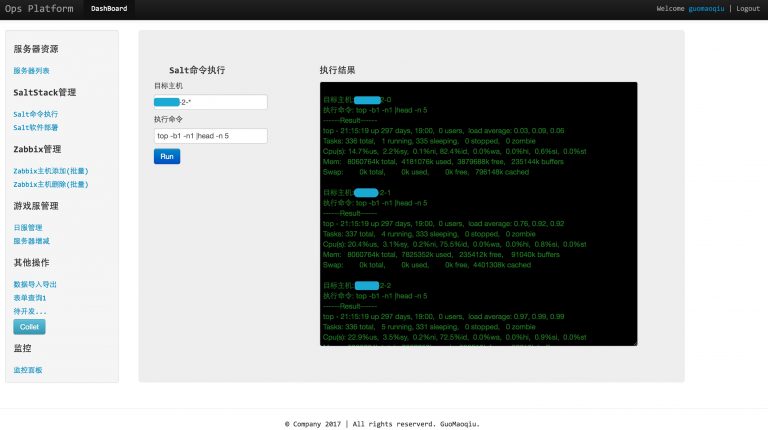 Ops Platform DashBoard Welcome guomaoqiu | Logout
服务器资源
服务器列表
SaltStack管理
Salt命令执行
Salt软件部署
Zabbix管理
Zabbix主机添加(批量)
Zabbix主机删除(批量)
游戏服管理
日服管理
服务器增减
其他操作
数据导入导出
表单查询1
待开发...
Collet
监控
监控面板
Salt命令执行
目标主机
2-*
执行命令
top -b1 -n1 |head -n 5
Run
执行结果
目标主机:2-0
执行命令: top -b1 -n1 |head -n 5
-------Result------
top - 21:15:19 up 297 days, 19:00, 0 users, load average: 0.03, 0.09, 0.06
Tasks: 336 total, 1 running, 335 sleeping, 0 stopped, 0 zombie
Cpu(s): 14.7%us, 2.2%sy, 0.1%ni, 82.4%id, 0.0%wa, 0.0%hi, 0.6%si, 0.0%st
Mem: 8060764k total, 4181076k used, 3879688k free, 235144k buffers
Swap: 0k total, 0k used, 0k free, 796148k cached
目标主机:2-1
执行命令: top -b1 -n1 |head -n 5
-------Result------
top - 21:15:19 up 297 days, 19:00, 0 users, load average: 0.76, 0.92, 0.92
Tasks: 337 total, 4 running, 333 sleeping, 0 stopped, 0 zombie
Cpu(s): 20.4%us, 3.1%sy, 0.2%ni, 75.5%id, 0.0%wa, 0.0%hi, 0.8%si, 0.0%st
Mem: 8060764k total, 7825352k used, 235412k free, 91040k buffers
Swap: 0k total, 0k used, 0k free, 4401308k cached
目标主机:2-2
执行命令: top -b1 -n1 |head -n 5
-------Result------
top - 21:15:19 up 297 days, 19:00, 0 users, load average: 0.97, 0.99, 0.99
Tasks: 336 total, 5 running, 331 sleeping, 0 stopped, 0 zombie
Cpu(s): 22.9%us, 3.5%sy, 0.2%ni, 72.5%id, 0.0%wa, 0.0%hi, 0.9%si, 0.0%st
© Company 2017 | All rights reserverd. GuoMaoqiu.